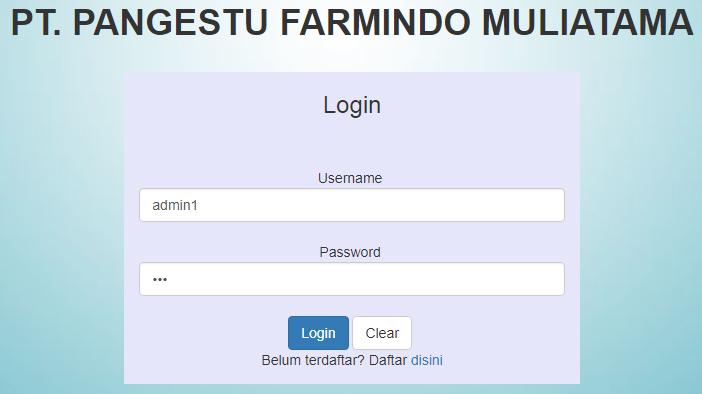 PT. PANGESTU FARMINDO MULIATAMA
Login
Username
admin1
Password
•••
Login Clear
Belum terdaftar? Daftar disini